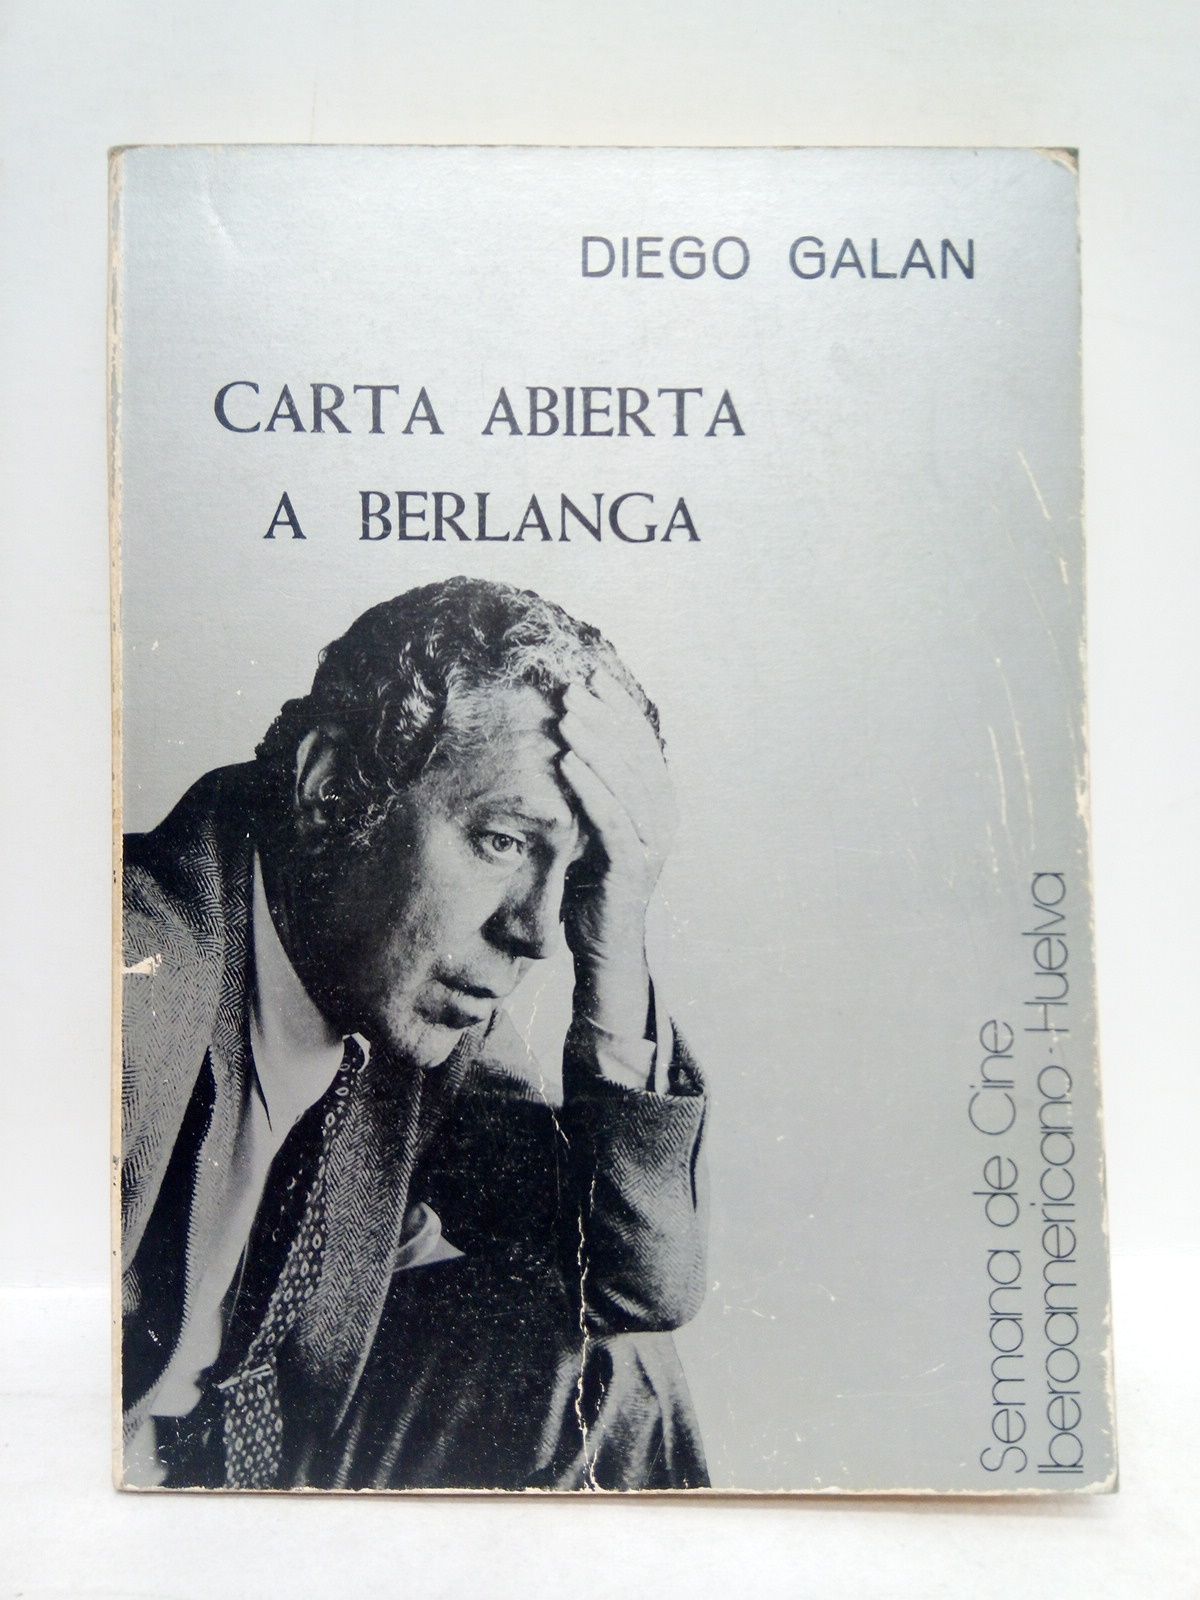 DIEGO GALAN
CARTA ABIERTA
A BERLANGA
Semana de Cine
Iberoamericano - Huelva